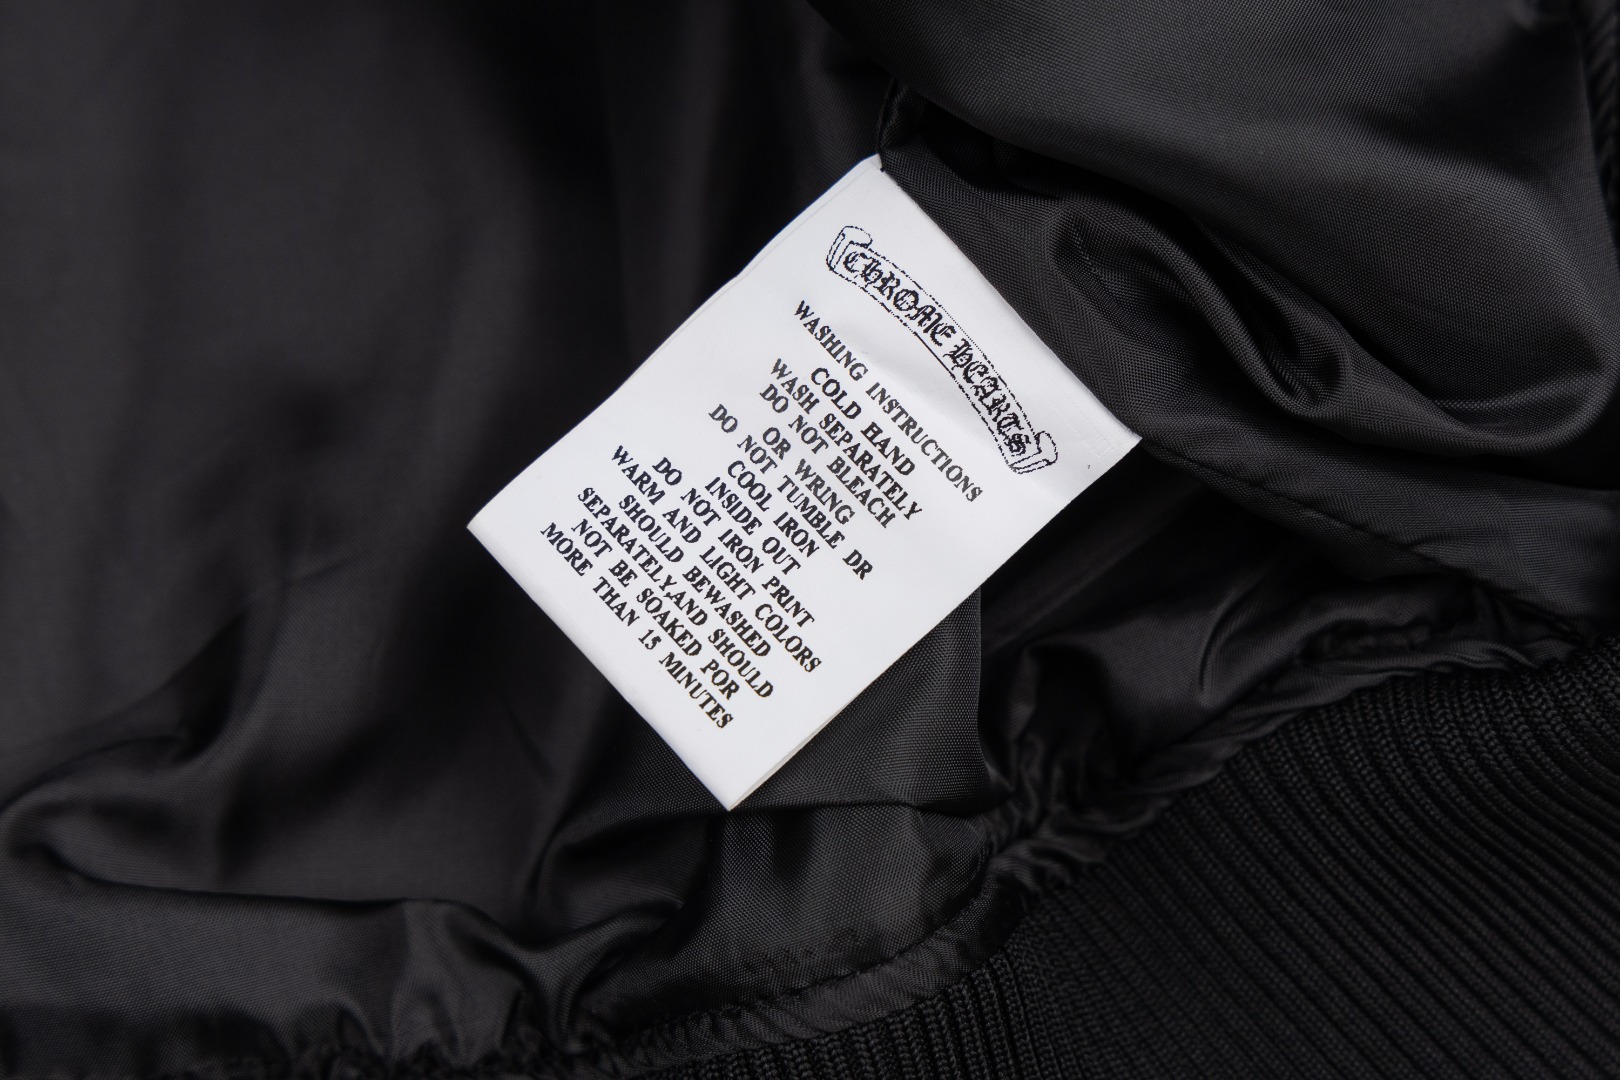 CHROME HEARTS
WASHING INSTRUCTIONS
COLD HAND
WASH SEPARATELY
DO NOT BLEACH
OR WRING
DO NOT TUMBLE DR
COOL IRON
INSIDE OUT
DO NOT IRON PRINT
WARM AND LIGHT COLORS
SHOULD BEWASHED
SEPARATELY,AND SHOULD
NOT BE SOAKED POR
MORE THAN 15 MINUTES